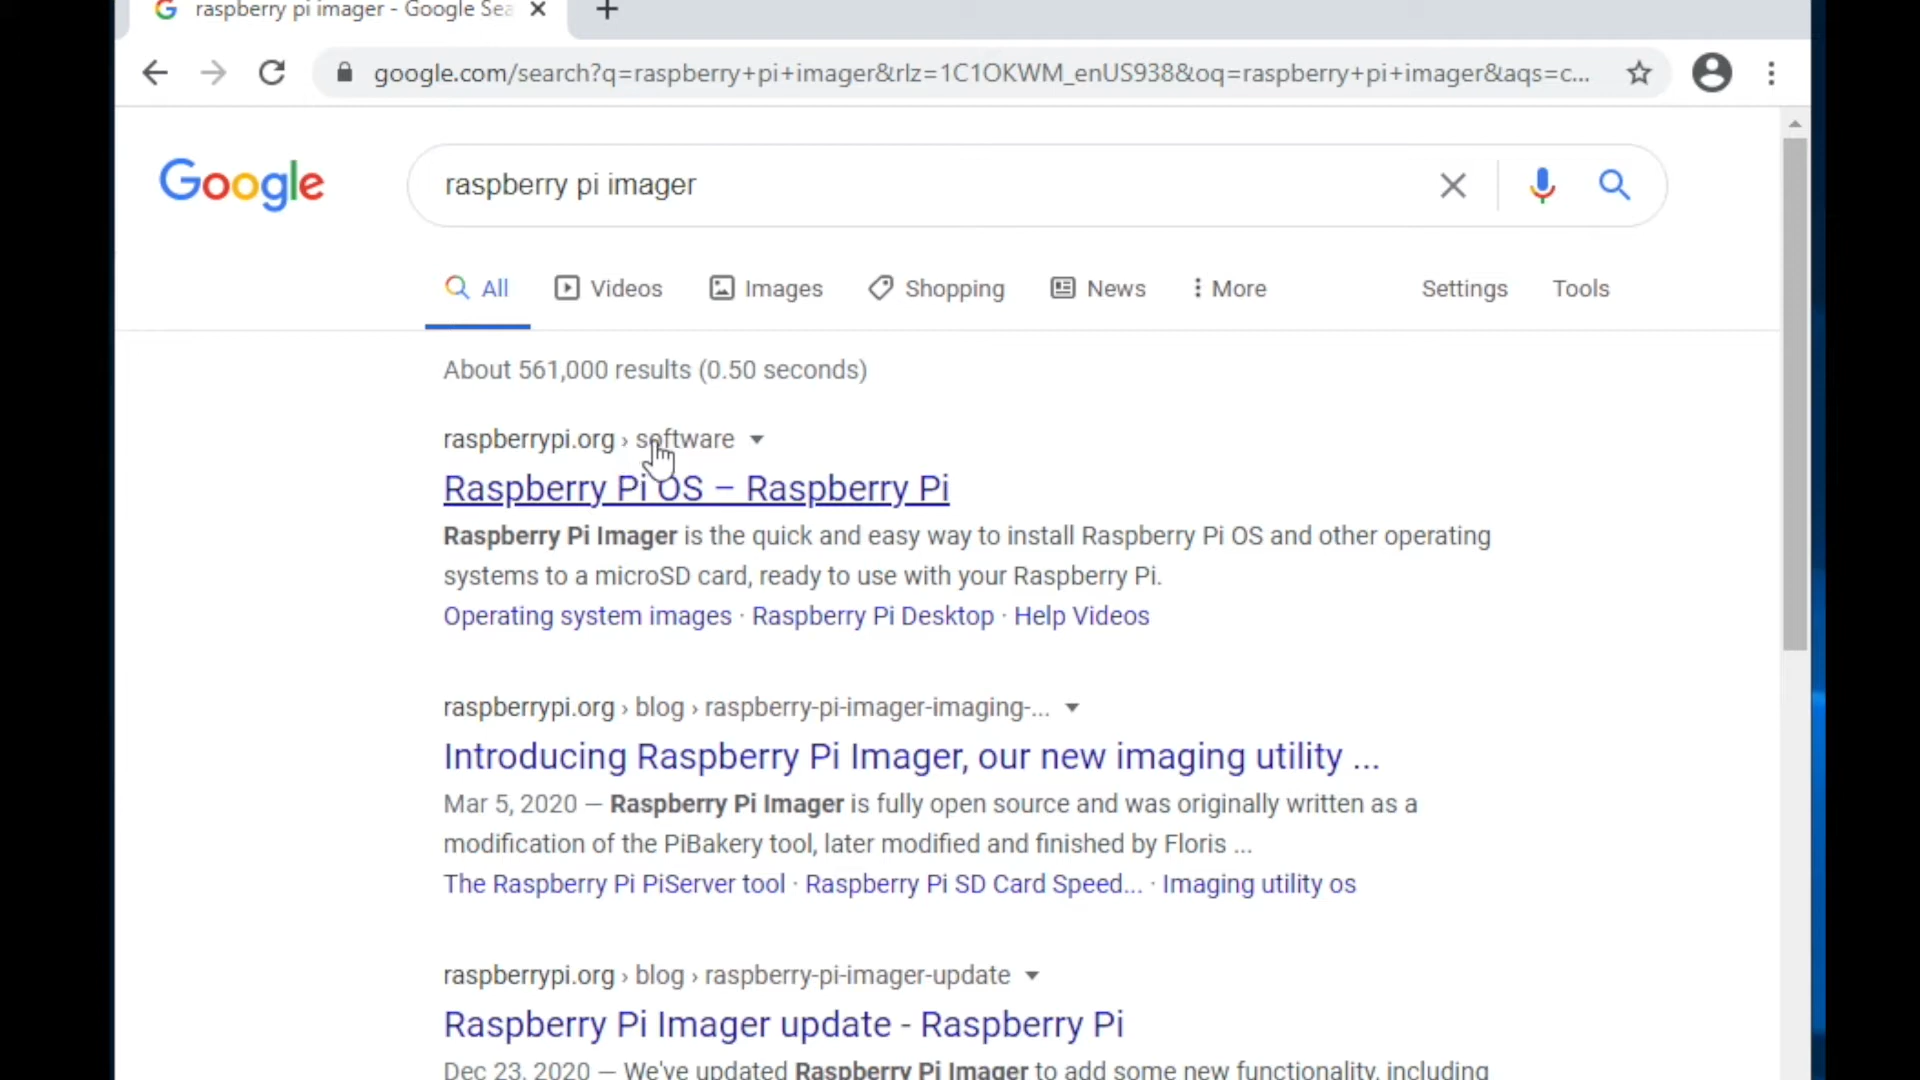 raspberry pi imager - Google Sea
google.com/search?q=raspberry+pi+imager&rlz=1C1OKWM_enUS938&oq=raspberry+pi+imager&aqs=c...
Google
raspberry pi imager
All Videos Images Shopping News More Settings Tools
About 561,000 results (0.50 seconds)
raspberrypi.org › software
Raspberry Pi OS – Raspberry Pi
Raspberry Pi Imager is the quick and easy way to install Raspberry Pi OS and other operating
systems to a microSD card, ready to use with your Raspberry Pi.
Operating system images · Raspberry Pi Desktop · Help Videos
raspberrypi.org › blog › raspberry-pi-imager-imaging-...
Introducing Raspberry Pi Imager, our new imaging utility ...
Mar 5, 2020 — Raspberry Pi Imager is fully open source and was originally written as a
modification of the PiBakery tool, later modified and finished by Floris ...
The Raspberry Pi PiServer tool · Raspberry Pi SD Card Speed... · Imaging utility os
raspberrypi.org › blog › raspberry-pi-imager-update
Raspberry Pi Imager update - Raspberry Pi
Dec 23, 2020 — We've updated Raspberry Pi Imager to add some new functionality, including